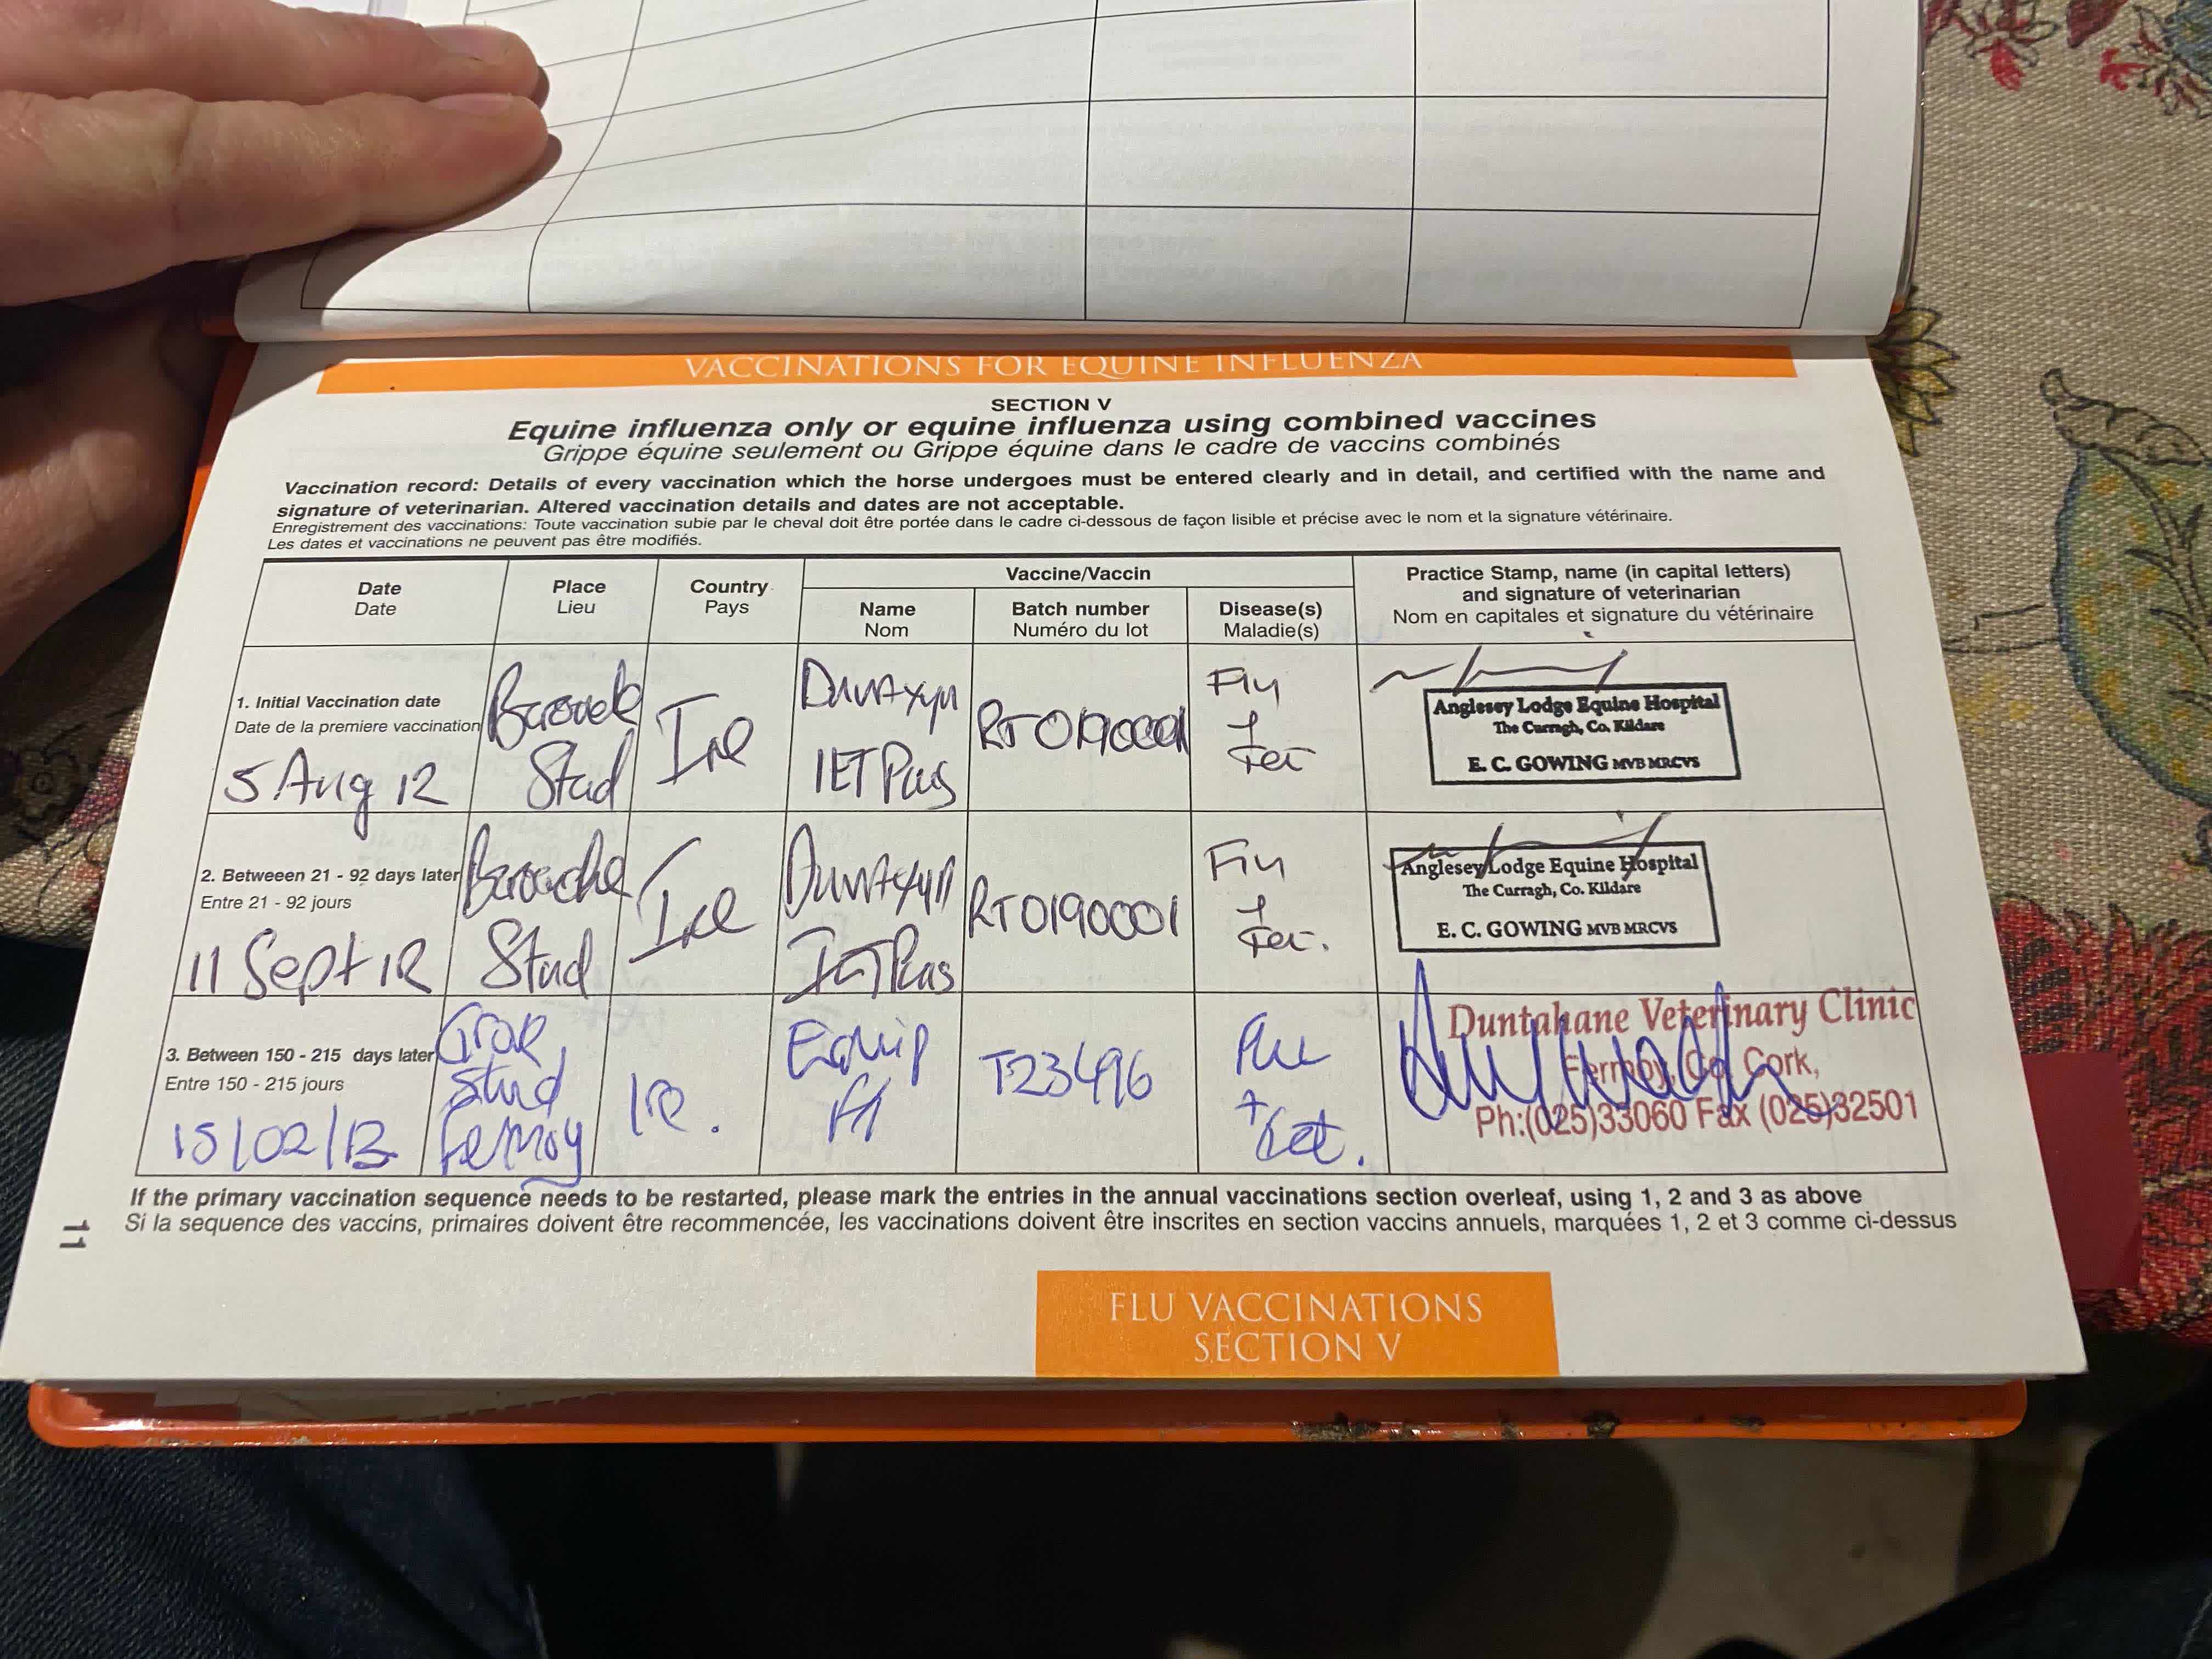 VACCINATIONS FOR EQUINE INFLUENZA
SECTION V
Equine influenza only or equine influenza using combined vaccines
Grippe équine seulement ou Grippe équine dans le cadre de vaccins combinés
Vaccination record: Details of every vaccination which the horse undergoes must be entered clearly and in detail, and certified with the name and
signature of veterinarian. Altered vaccination details and dates are not acceptable.
Enregistrement des vaccinations: Toute vaccination subie par le cheval doit être portée dans le cadre ci-dessous de façon lisible et précise avec le nom et la signature vétérinaire.
Les dates et vaccinations ne peuvent pas être modifiés.
Date
Date
Place
Lieu
Country
Pays
Vaccine/Vaccin
Name
Nom
Batch number
Numéro du lot
Disease(s)
Maladie(s)
Practice Stamp, name (in capital letters)
and signature of veterinarian
Nom en capitales et signature du vétérinaire
1. Initial Vaccination date
Date de la premiere vaccination
5 Aug 12
Stud
Ire
Duvaxyn
IET Plus
Flu
+
Tet
Anglesey Lodge Equine Hospital
The Curragh, Co. Kildare
E. C. GOWING MVB MRCVS
2. Betweeen 21 - 92 days later
Entre 21 - 92 jours
11 Sept 12
Stud
Ire
Duvaxyn
IET Plus
RT0190001
Flu
+
Tet.
Anglesey Lodge Equine Hospital
The Curragh, Co. Kildare
E. C. GOWING MVB MRCVS
3. Between 150 - 215 days later
Entre 150 - 215 jours
15/02/13
Stud
Fermoy
Ire.
Equip
FT
T23496
Flu
+
Tet.
Duntahane Veterinary Clinic
Fermoy, Co. Cork,
Ph:(025)33060 Fax (025)32501
If the primary vaccination sequence needs to be restarted, please mark the entries in the annual vaccinations section overleaf, using 1, 2 and 3 as above
Si la sequence des vaccins, primaires doivent être recommencée, les vaccinations doivent être inscrites en section vaccins annuels, marquées 1, 2 et 3 comme ci-dessus
11
FLU VACCINATIONS
SECTION V